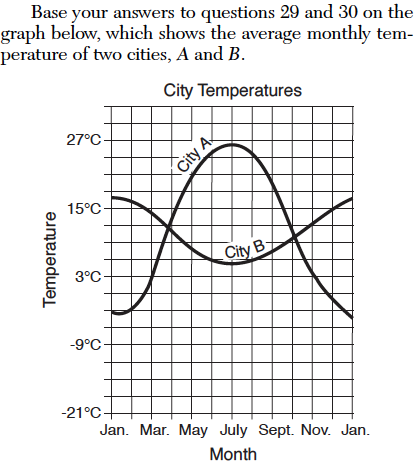 Base your answers to questions 29 and 30 on the
graph below, which shows the average monthly tem-
perature of two cities, A and B.
City Temperatures
27°C
City A
15°C
City B
Temperature
3°C
-9°C
-21°C
Jan. Mar. May July Sept. Nov. Jan.
Month